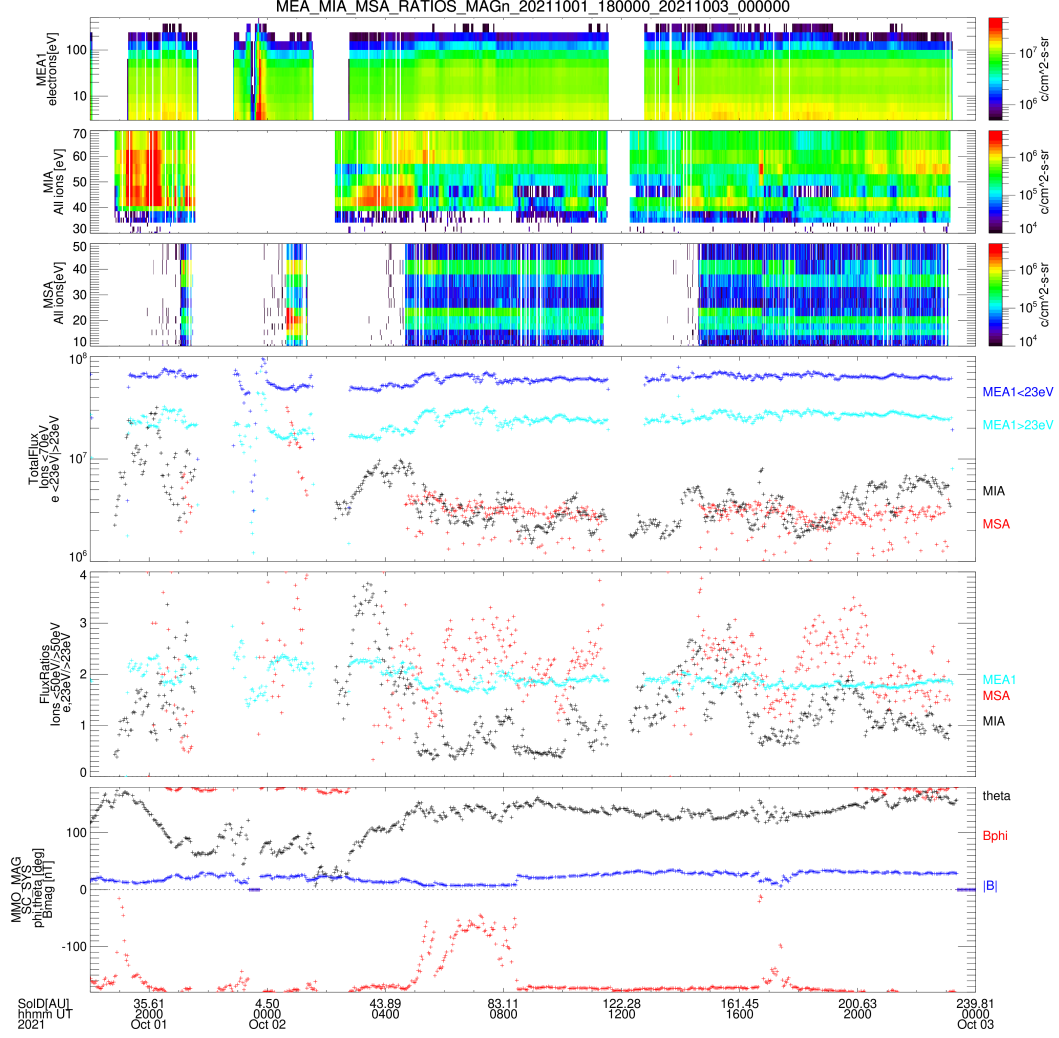 MEA_MIA_MSA_RATIOS_MAGn_20211001_180000_20211003_000000
MEA1
electrons[eV]
100
10
10^7
10^6
c/cm^2-s-sr
MIA
All ions [eV]
70
60
50
40
30
10^6
10^5
10^4
c/cm^2-s-sr
MSA
All ions[eV]
50
40
30
20
10
10^6
10^5
10^4
c/cm^2-s-sr
TotalFlux
Ions <70eV
e <23eV|>23eV
10^8
10^7
10^6
MEA1<23eV
MEA1>23eV
MIA
MSA
FluxRatios
Ions <50eV/>50eV
e,23eV/>23eV
4
3
2
1
0
MEA1
MSA
MIA
MMO_MAG
SC_SYS
phi,theta [deg]
Bmag [nT]
100
0
-100
theta
Bphi
|B|
SolD[AU] 35.61 4.50 43.89 83.11 122.28 161.45 200.63 239.81
hhmm UT 2000 0000 0400 0800 1200 1600 2000 0000
2021 Oct 01 Oct 02 Oct 03